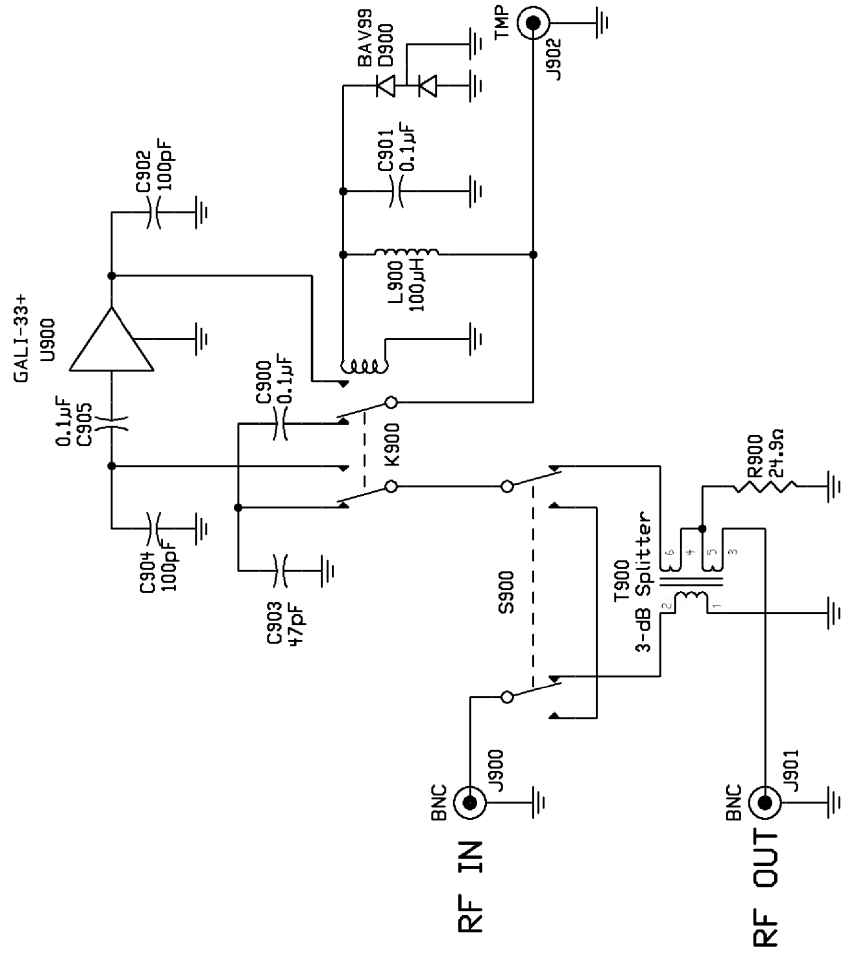 GALI-33+
U900
0.1µF
C905
C902
100pF
C904
100pF
C900
0.1µF
C903
47pF
K900
L900
100µH
C901
0.1µF
BAV99
D900
TMP
J902
S900
T900
3-dB Splitter
6
4
5
3
2
1
R900
24.9Ω
BNC
J900
RF IN
BNC
J901
RF OUT